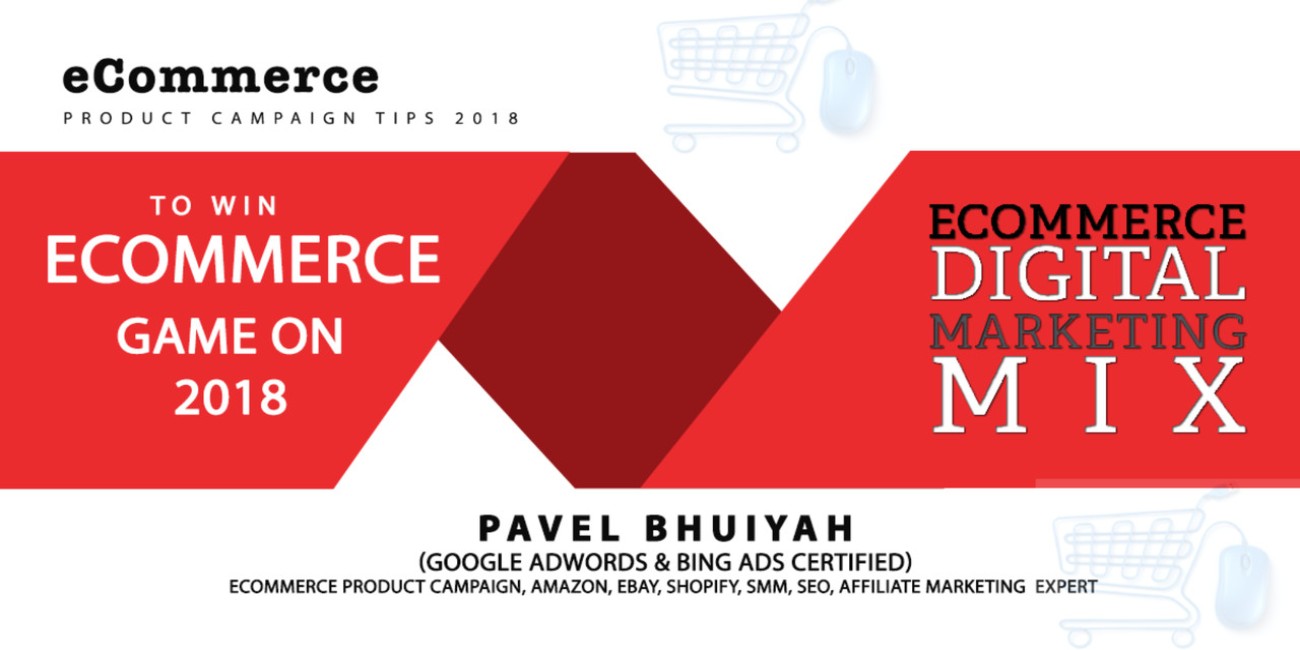 eCommerce
PRODUCT CAMPAIGN TIPS 2018
TO WIN
ECOMMERCE
GAME ON
2018
ECOMMERCE
DIGITAL
MARKETING
MIX
PAVEL BHUIYAH
(GOOGLE ADWORDS & BING ADS CERTIFIED)
ECOMMERCE PRODUCT CAMPAIGN, AMAZON, EBAY, SHOPIFY, SMM, SEO, AFFILIATE MARKETING EXPERT